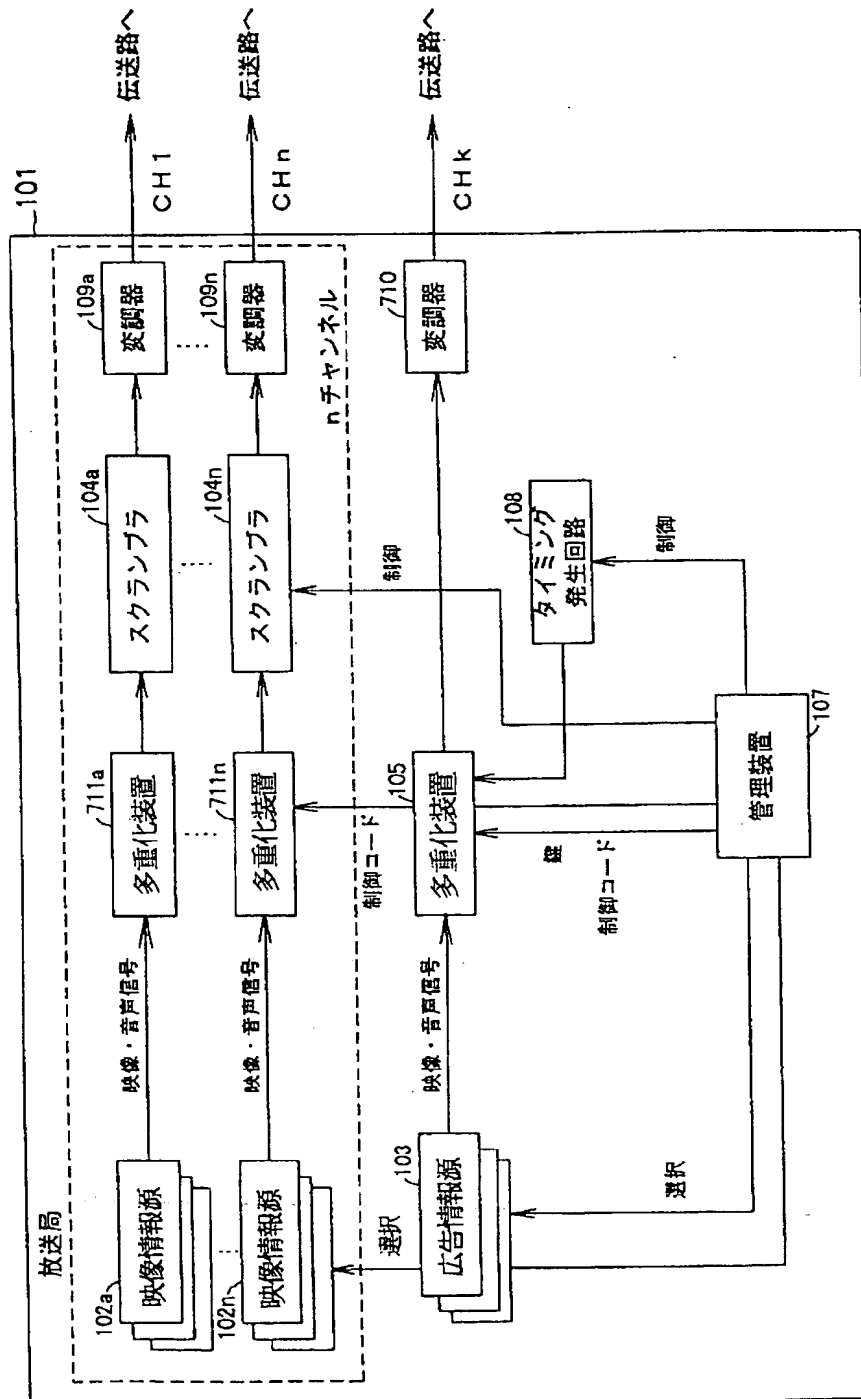 放送局
101
102a
映像情報源
映像・音声信号
711a
多重化装置
104a
スクランブラ
109a
変調器
CH1
伝送路へ
102n
映像情報源
映像・音声信号
711n
多重化装置
104n
スクランブラ
109n
変調器
CHn
伝送路へ
nチャンネル
選択
制御コード
制御
103
広告情報源
映像・音声信号
105
多重化装置
710
変調器
CHk
伝送路へ
鍵
制御コード
108
タイミング
発生回路
制御
選択
管理装置
107